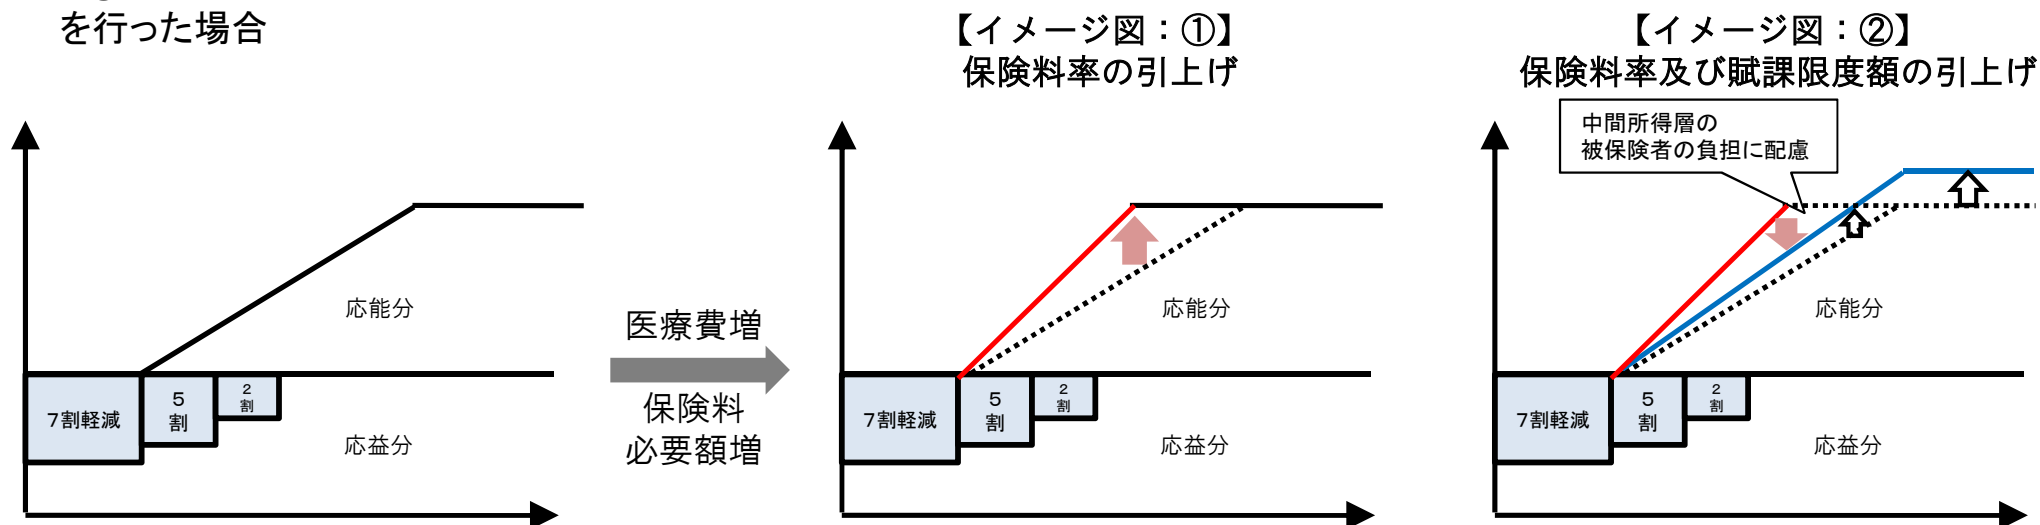 を行った場合
【イメージ図：①】
保険料率の引上げ
【イメージ図：②】
保険料率及び賦課限度額の引上げ
中間所得層の
被保険者の負担に配慮
応能分
7割軽減
5
割
2
割
応益分
医療費増
保険料
必要額増
応能分
7割軽減
5
割
2
割
応益分
応能分
7割軽減
5
割
2
割
応益分